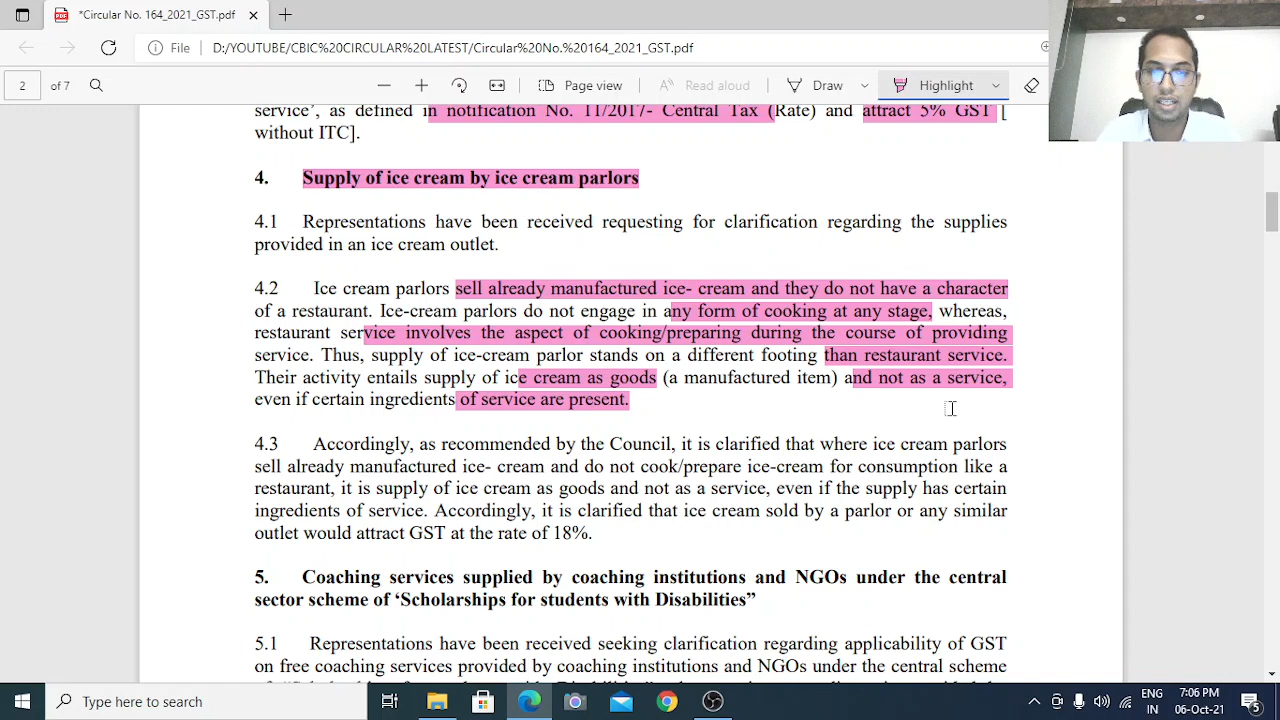 *Circular No. 164_2021_GST.pdf
File D:/YOUTUBE/CBIC%20CIRCULAR%20LATEST/Circular%20No.%20164_2021_GST.pdf
2 of 7 Page view Read aloud Draw Highlight
service’, as defined in notification No. 11/2017- Central Tax (Rate) and attract 5% GST [
without ITC].
4. Supply of ice cream by ice cream parlors
4.1 Representations have been received requesting for clarification regarding the supplies
provided in an ice cream outlet.
4.2 Ice cream parlors sell already manufactured ice- cream and they do not have a character
of a restaurant. Ice-cream parlors do not engage in any form of cooking at any stage, whereas,
restaurant service involves the aspect of cooking/preparing during the course of providing
service. Thus, supply of ice-cream parlor stands on a different footing than restaurant service.
Their activity entails supply of ice cream as goods (a manufactured item) and not as a service,
even if certain ingredients of service are present.
4.3 Accordingly, as recommended by the Council, it is clarified that where ice cream parlors
sell already manufactured ice- cream and do not cook/prepare ice-cream for consumption like a
restaurant, it is supply of ice cream as goods and not as a service, even if the supply has certain
ingredients of service. Accordingly, it is clarified that ice cream sold by a parlor or any similar
outlet would attract GST at the rate of 18%.
5. Coaching services supplied by coaching institutions and NGOs under the central
sector scheme of ‘Scholarships for students with Disabilities”
5.1 Representations have been received seeking clarification regarding applicability of GST
on free coaching services provided by coaching institutions and NGOs under the central scheme
Type here to search
ENG
IN
7:06 PM
06-Oct-21
5